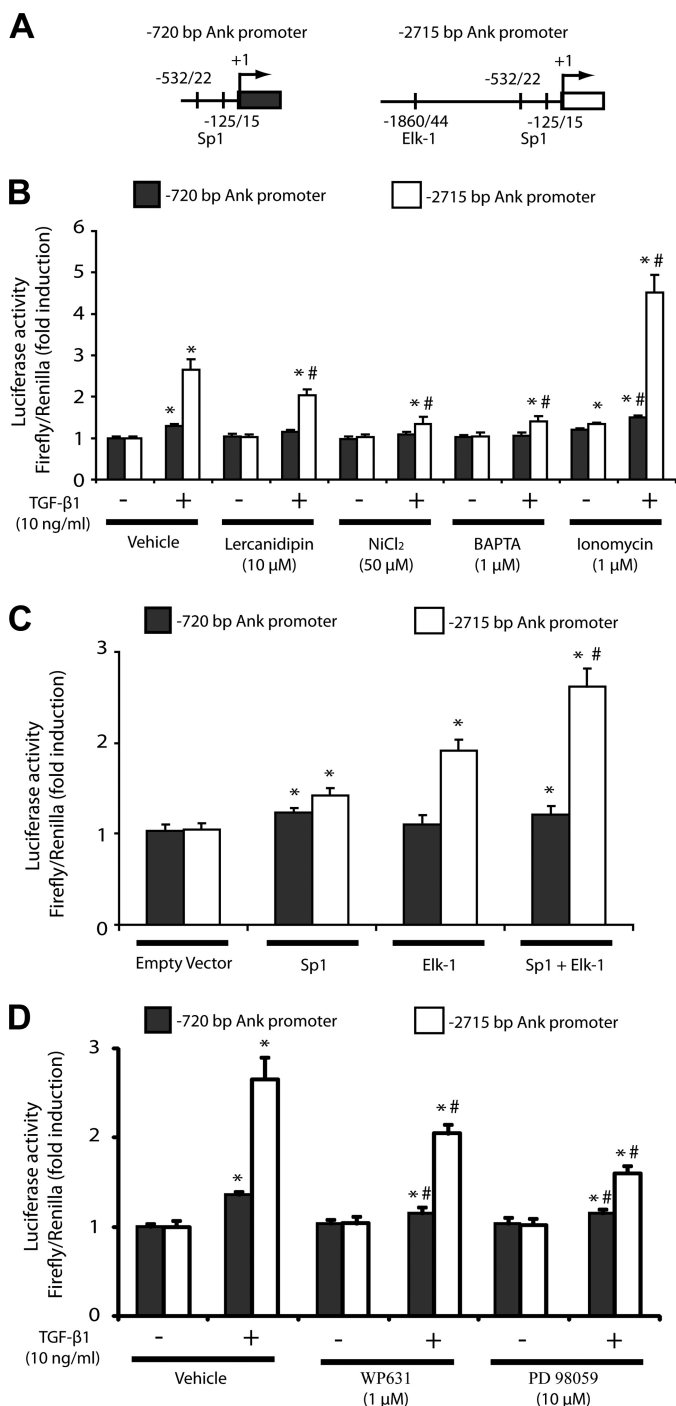 A
-720 bp Ank promoter
-2715 bp Ank promoter
+1
+1
-532/22
-532/22
-125/15
-1860/44
-125/15
Sp1
Elk-1
Sp1
B
-720 bp Ank promoter
-2715 bp Ank promoter
Luciferase activity
Firefly/Renilla (fold induction)
6
5
4
3
2
1
0
*
*
* #
* #
* #
*
* #
* #
TGF-β1
(10 ng/ml)
- + - + - + - + - +
Vehicle
Lercanidipin
(10 µM)
NiCl₂
(50 µM)
BAPTA
(1 µM)
Ionomycin
(1 µM)
C
-720 bp Ank promoter
-2715 bp Ank promoter
Luciferase activity
Firefly/Renilla (fold induction)
3
2
1
0
*
*
*
*
* #
Empty Vector
Sp1
Elk-1
Sp1 + Elk-1
D
-720 bp Ank promoter
-2715 bp Ank promoter
Luciferase activity
Firefly/Renilla (fold induction)
3
2
1
0
*
*
* #
* #
* #
* #
TGF-β1
(10 ng/ml)
- + - + - +
Vehicle
WP631
(1 µM)
PD 98059
(10 µM)